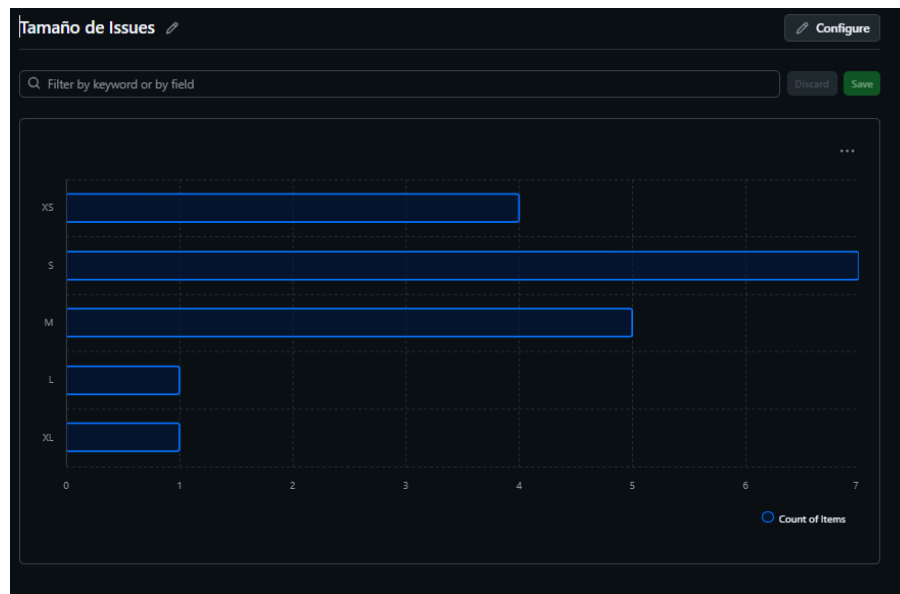 Tamaño de Issues
Configure
Filter by keyword or by field
Discard
Save
XS
S
M
L
XL
0 1 2 3 4 5 6 7
Count of Items